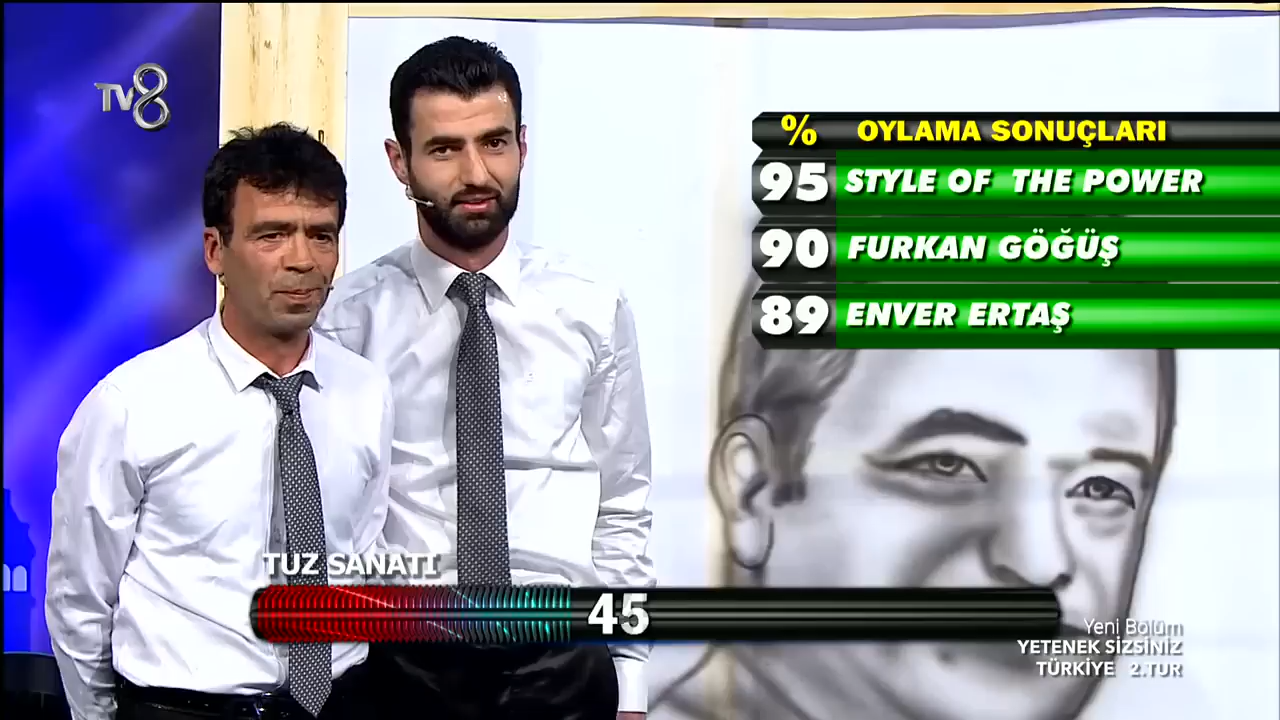 TV8
% OYLAMA SONUÇLARI
95 STYLE OF THE POWER
90 FURKAN GÖĞÜŞ
89 ENVER ERTAŞ
TUZ SANATI
45
Yeni Bölüm
YETENEK SİZSİNİZ
TÜRKİYE 2.TUR